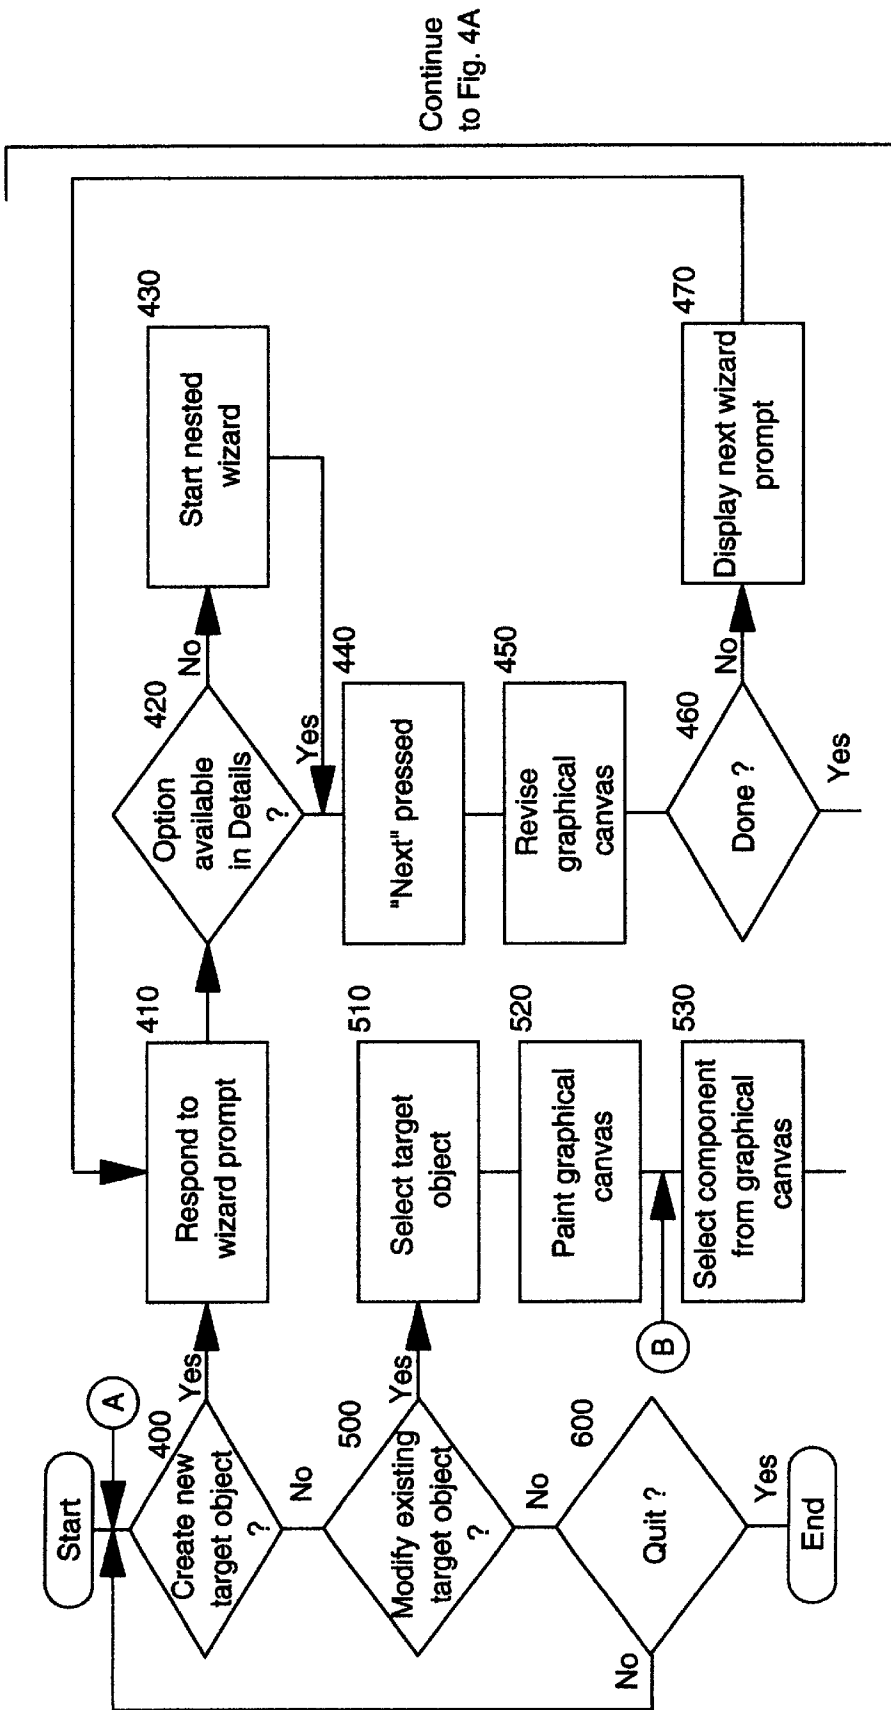 Start
A
400
Create new
target object
?
Yes
No
410
Respond to
wizard prompt
420
Option
available
in Details
?
No
Yes
430
Start nested
wizard
440
"Next" pressed
450
Revise
graphical
canvas
460
Done ?
No
Yes
470
Display next wizard
prompt
500
Modify existing
target object
?
Yes
No
510
Select target
object
520
Paint graphical
canvas
B
530
Select component
from graphical
canvas
600
Quit ?
No
Yes
End
Continue
to Fig. 4A